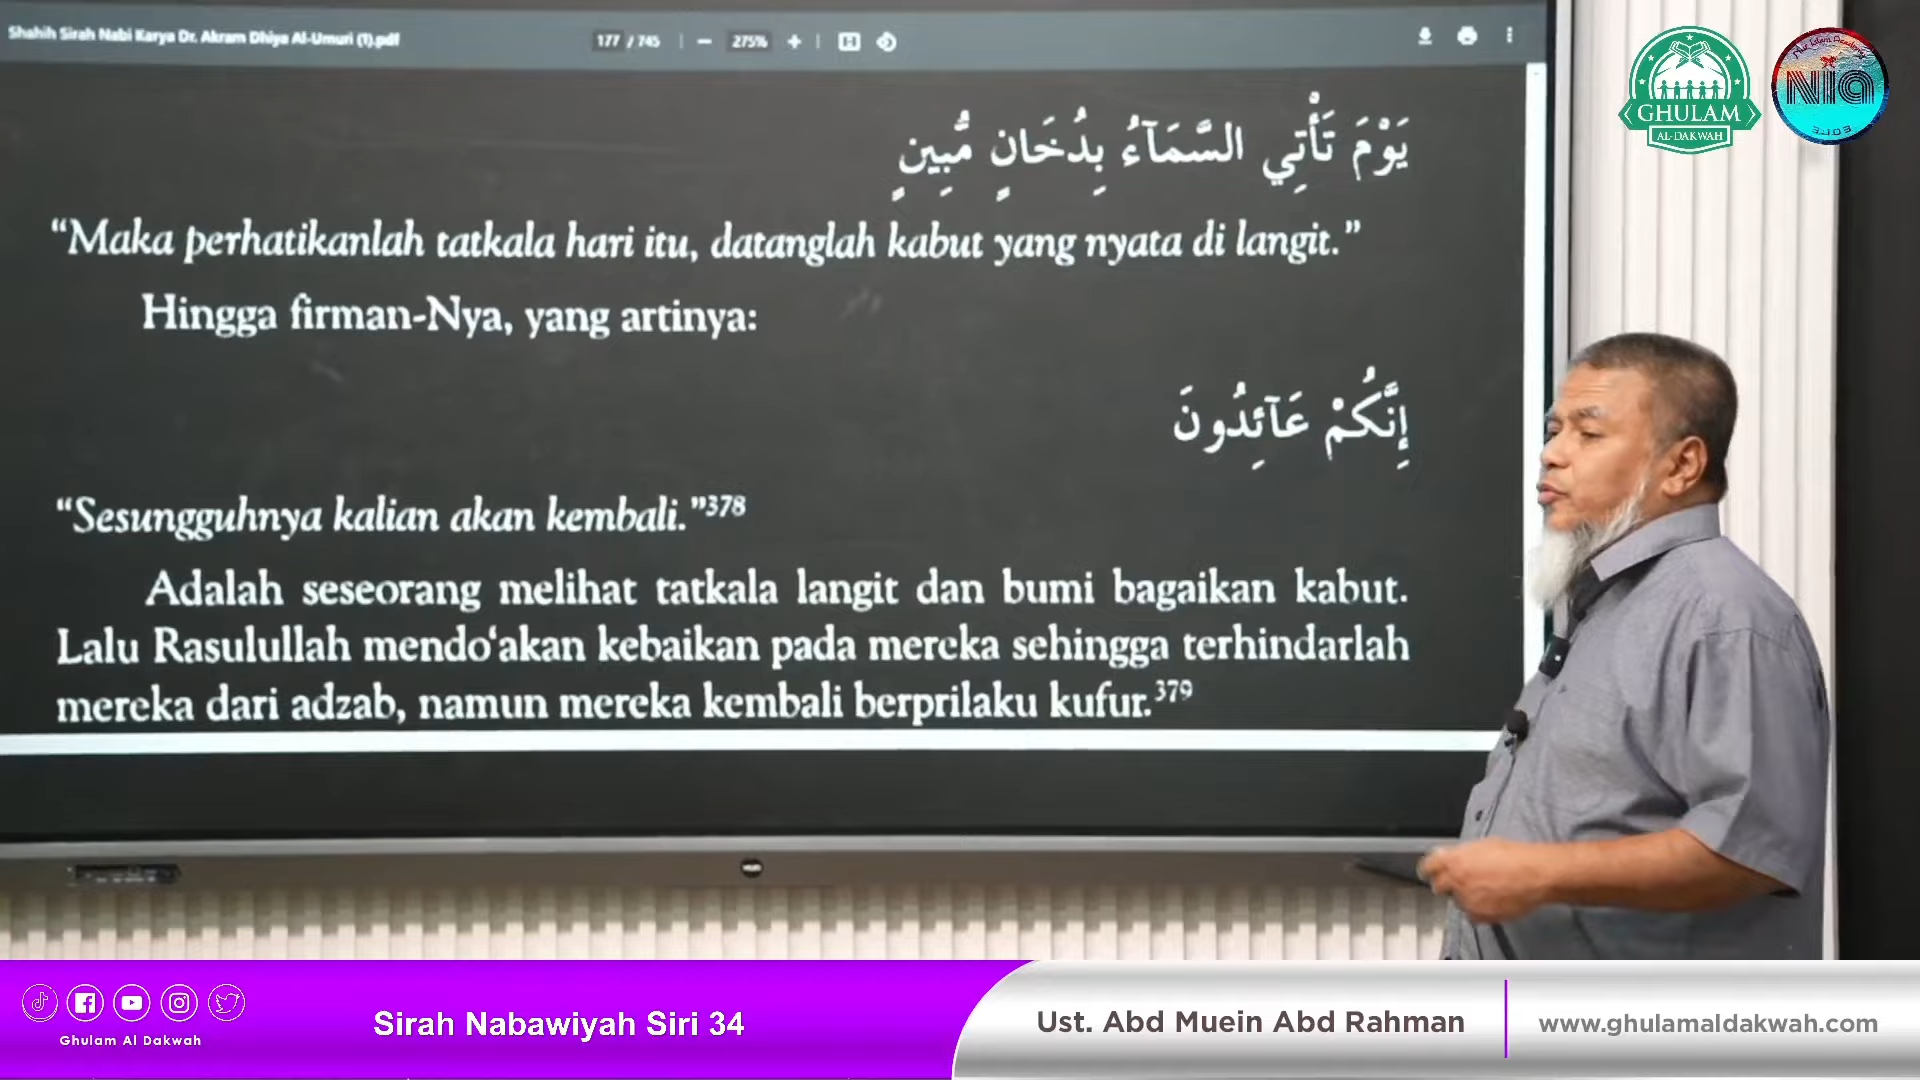 Shahih Sirah Nabi Karya Dr. Akram Dhiya Al-Umuri (1).pdf
177 / 745
275%
يَوْمَ تَأْتِي السَّمَآءُ بِدُخَانٍ مُّبِينٍ
“Maka perhatikanlah tatkala hari itu, datanglah kabut yang nyata di langit.”
Hingga firman-Nya, yang artinya:
إِنَّكُمْ عَآئِدُونَ
“Sesungguhnya kalian akan kembali.”378
Adalah seseorang melihat tatkala langit dan bumi bagaikan kabut.
Lalu Rasulullah mendo‘akan kebaikan pada mereka sehingga terhindarlah
mereka dari adzab, namun mereka kembali berprilaku kufur.379
GHULAM
AL-DAKWAH
Nur Islam Academy
NIA
Ghulam Al Dakwah
Sirah Nabawiyah Siri 34
Ust. Abd Muein Abd Rahman
www.ghulamaldakwah.com